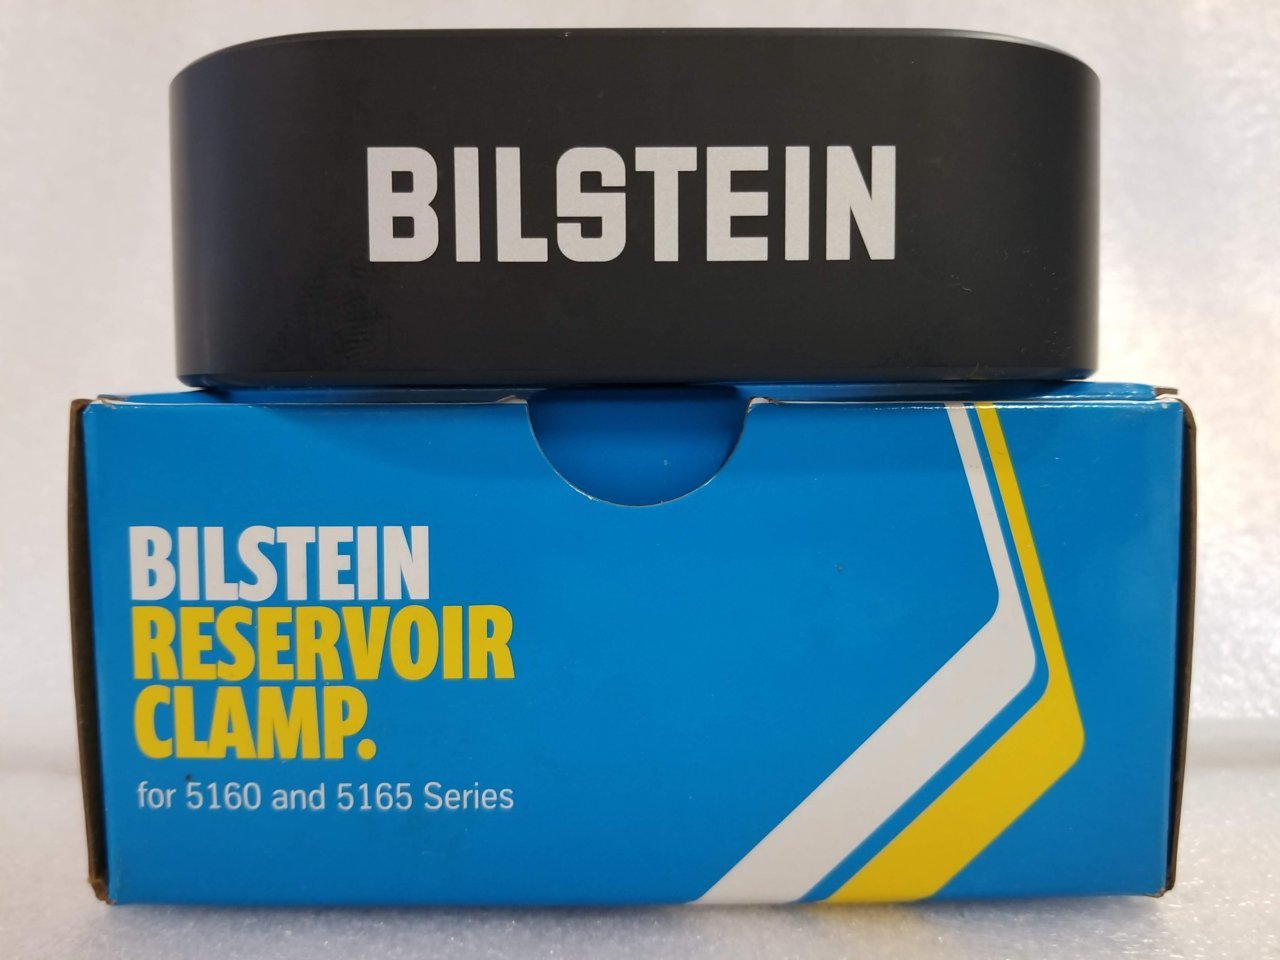 BILSTEIN
BILSTEIN
RESERVOIR
CLAMP.
for 5160 and 5165 Series